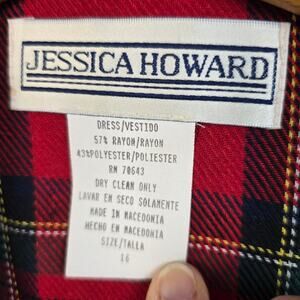 JESSICA HOWARD
DRESS/VESTIDO
57% RAYON/RAYON
43%POLYESTER/POLIESTER
RN 70643
DRY CLEAN ONLY
LAVAR EN SECO SOLAMENTE
MADE IN MACEDONIA
HECHO EN MACEDONIA
SIZE/TALLA
16